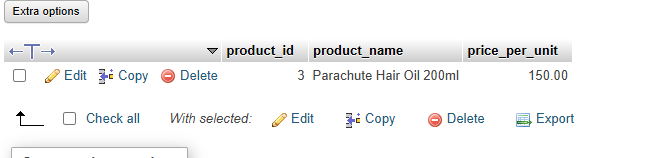 Extra options
product_id product_name price_per_unit
Edit Copy Delete 3 Parachute Hair Oil 200ml 150.00
Check all With selected: Edit Copy Delete Export